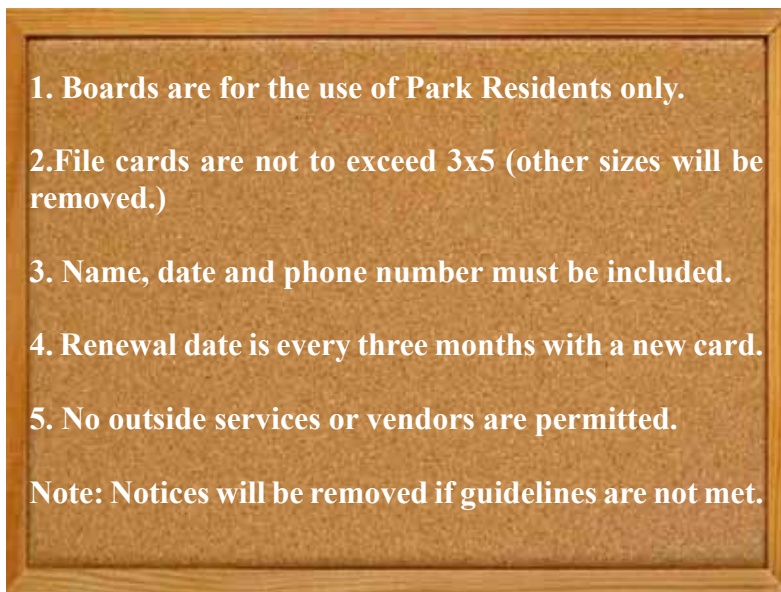 1. Boards are for the use of Park Residents only.
2.File cards are not to exceed 3x5 (other sizes will be
removed.)
3. Name, date and phone number must be included.
4. Renewal date is every three months with a new card.
5. No outside services or vendors are permitted.
Note: Notices will be removed if guidelines are not met.